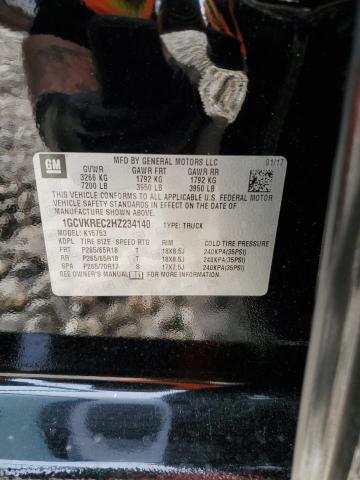 GM
MFD BY GENERAL MOTORS LLC 01/17
GVWR GAWR FRT GAWR RR
3266 KG 1792 KG 1792 KG
7200 LB 3950 LB 3950 LB
THIS VEHICLE CONFORMS TO ALL APPLICABLE U.S. FEDERAL MOTOR
VEHICLE SAFETY STANDARDS IN EFFECT ON THE DATE OF
MANUFACTURE SHOWN ABOVE.
1GCVKREC2HZ234140 TYPE: TRUCK
MODEL: K15753
KDPL TIRE SIZE SPEED RTG RIM COLD TIRE PRESSURE
FRT P265/65R18 T 18X8.5J 240KPA(35PSI)
RR P265/65R18 T 18X8.5J 240KPA(35PSI)
SPA P265/70R17 S 17X7.5J 240KPA(35PSI)
SEE OWNER'S MANUAL FOR ADDITIONAL INFORMATION.